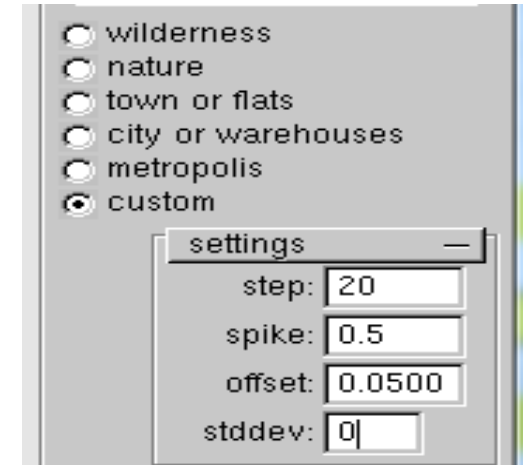 wilderness
nature
town or flats
city or warehouses
metropolis
custom
settings
step: 20
spike: 0.5
offset: 0.0500
stddev: 0